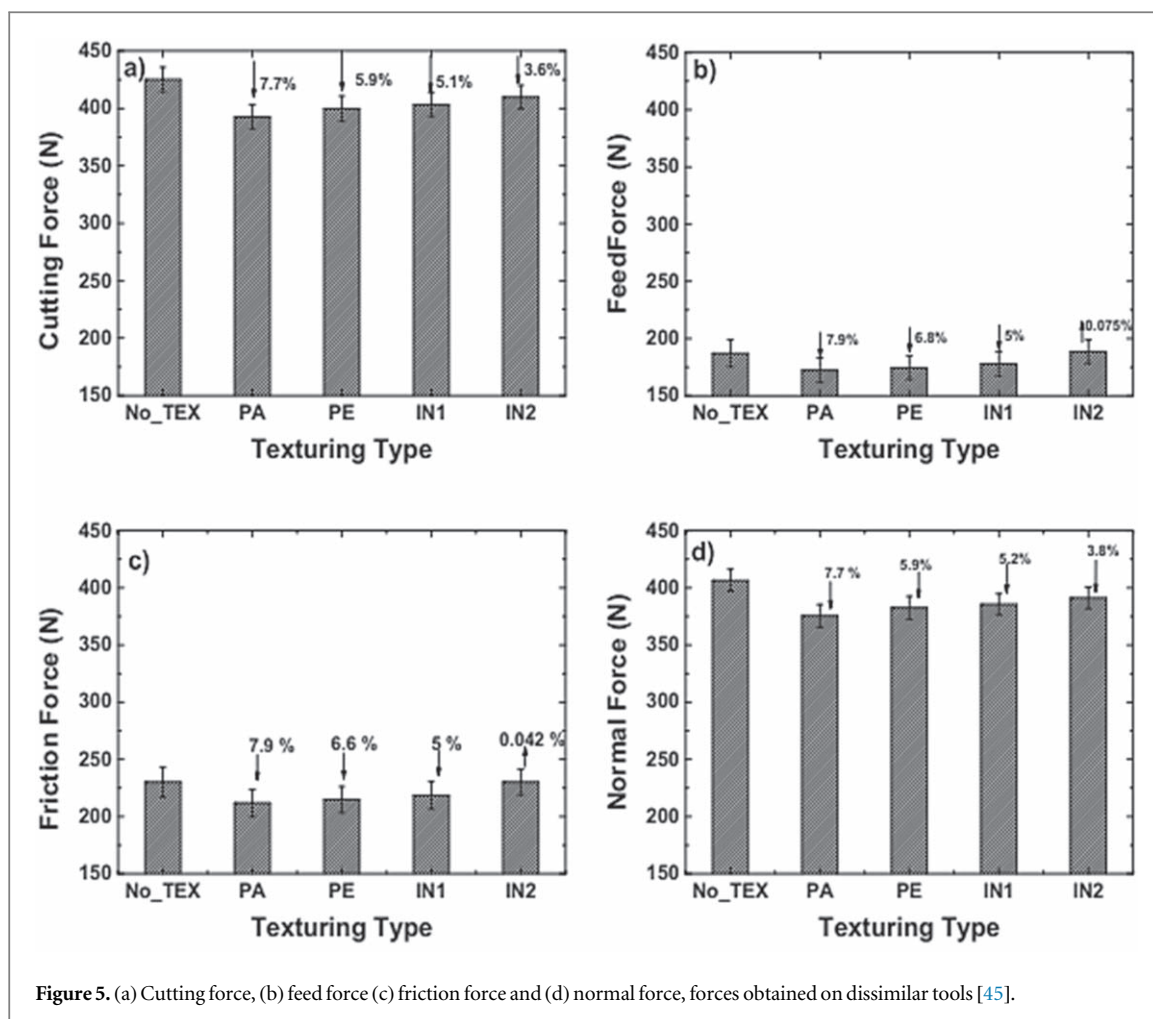 a)
450
400
350
300
250
200
150
Cutting Force (N)
7.7%
5.9%
5.1%
3.6%
No_TEX PA PE IN1 IN2
Texturing Type
b)
450
400
350
300
250
200
150
FeedForce (N)
7.9%
6.8%
5%
0.075%
No_TEX PA PE IN1 IN2
Texturing Type
c)
450
400
350
300
250
200
150
Friction Force (N)
7.9 %
6.6 %
5 %
0.042 %
No_TEX PA PE IN1 IN2
Texturing Type
d)
450
400
350
300
250
200
150
Normal Force (N)
7.7 %
5.9%
5.2%
3.8%
No_TEX PA PE IN1 IN2
Texturing Type
Figure 5. (a) Cutting force, (b) feed force (c) friction force and (d) normal force, forces obtained on dissimilar tools [45].